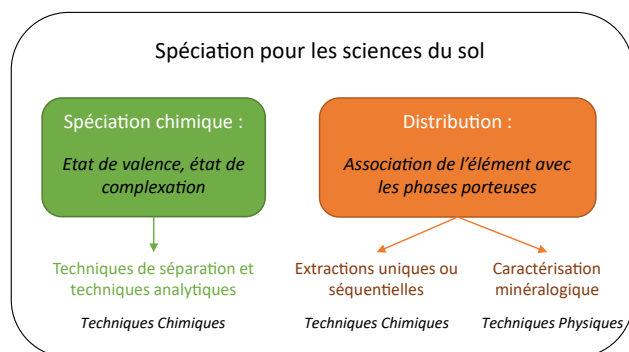 Spéciation pour les sciences du sol
Spéciation chimique :
Etat de valence, état de
complexation
Distribution :
Association de l'élément avec
les phases porteuses
Techniques de séparation et
techniques analytiques
Techniques Chimiques
Extractions uniques ou
séquentielles
Techniques Chimiques
Caractérisation
minéralogique
Techniques Physiques